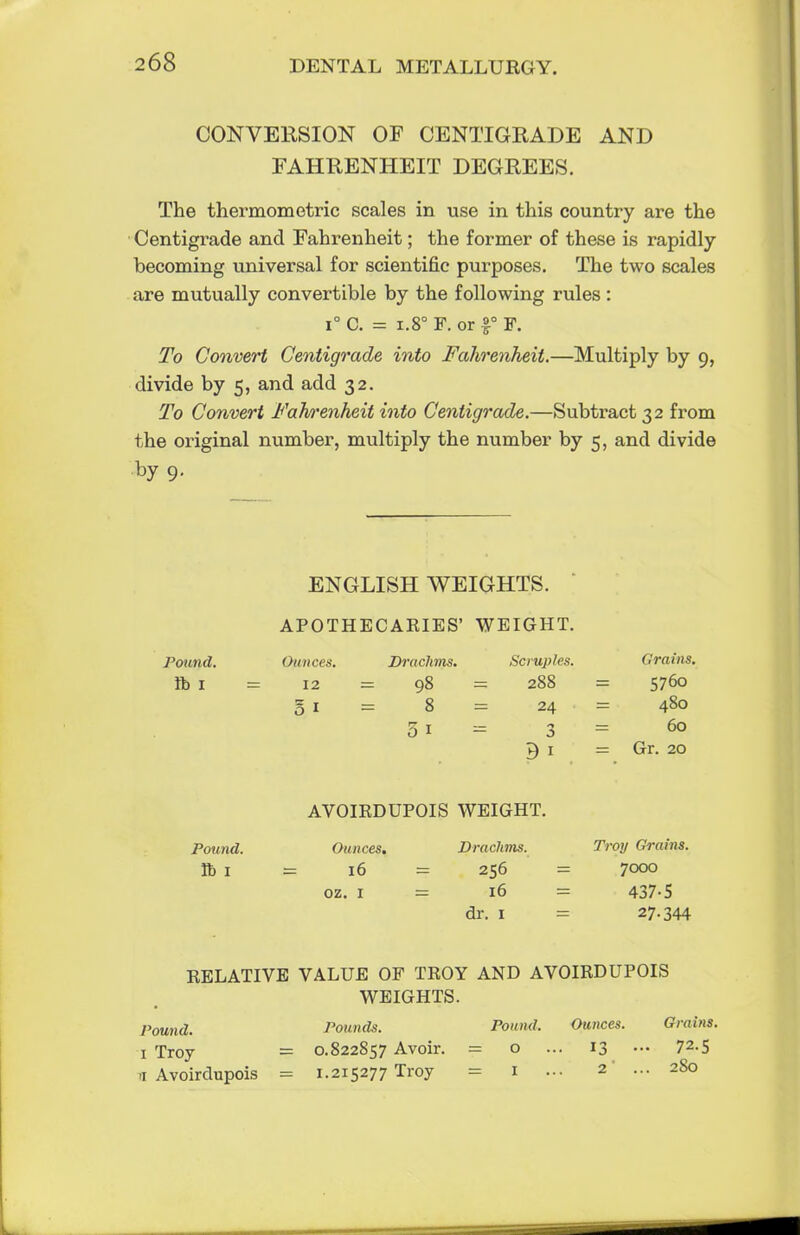 268 DENTAL METALLURGY.
CONVERSION OF CENTIGRADE AND
FAHRENHEIT DEGREES.
The thermometric scales in use in this country are the
Centigrade and Fahrenheit; the former of these is rapidly
becoming universal for scientific purposes. The two scales
are mutually convertible by the following rules :
1° C. = 1.8° F. or 9/5° F.
To Convert Centigrade into Fahrenheit.—Multiply by 9,
divide by 5, and add 32.
To Convert Fahrenheit into Centigrade.—Subtract 32 from
the original number, multiply the number by 5, and divide
by 9.
ENGLISH WEIGHTS.
APOTHECARIES' WEIGHT.
Pound. Ounces. Drachms. Scruples. Grains.
℔ 1 = 12 = 98 = 288 = 5760
℥ 1 = 8 = 24 = 480
ʒ 1 = 3 = 60
℈ 1 = Gr. 20
AVOIRDUPOIS WEIGHT.
Pound. Ounces. Drachms. Troy Grains.
℔ 1 = 16 = 256 = 7000
oz. 1 = 16 = 437.5
dr. 1 = 27.344
RELATIVE VALUE OF TROY AND AVOIRDUPOIS
WEIGHTS.
Pound. Pounds. Pound. Ounces. Grains.
1 Troy = 0.822857 Avoir. = 0 ... 13 ... 72.5
1 Avoirdupois = 1.215277 Troy = 1 ... 2 ... 280